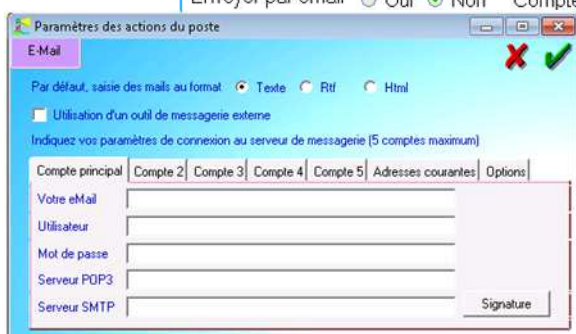 Envoyer par email Oui Non Compte
Paramètres des actions du poste
E-Mail
Par défaut, saisie des mails au format Texte Rtf Html
Utilisation d'un outil de messagerie externe
Indiquez vos paramètres de connexion au serveur de messagerie (5 comptes maximum)
Compte principal Compte 2 Compte 3 Compte 4 Compte 5 Adresses courantes Options
Votre eMail
Utilisateur
Mot de passe
Serveur POP3
Serveur SMTP Signature